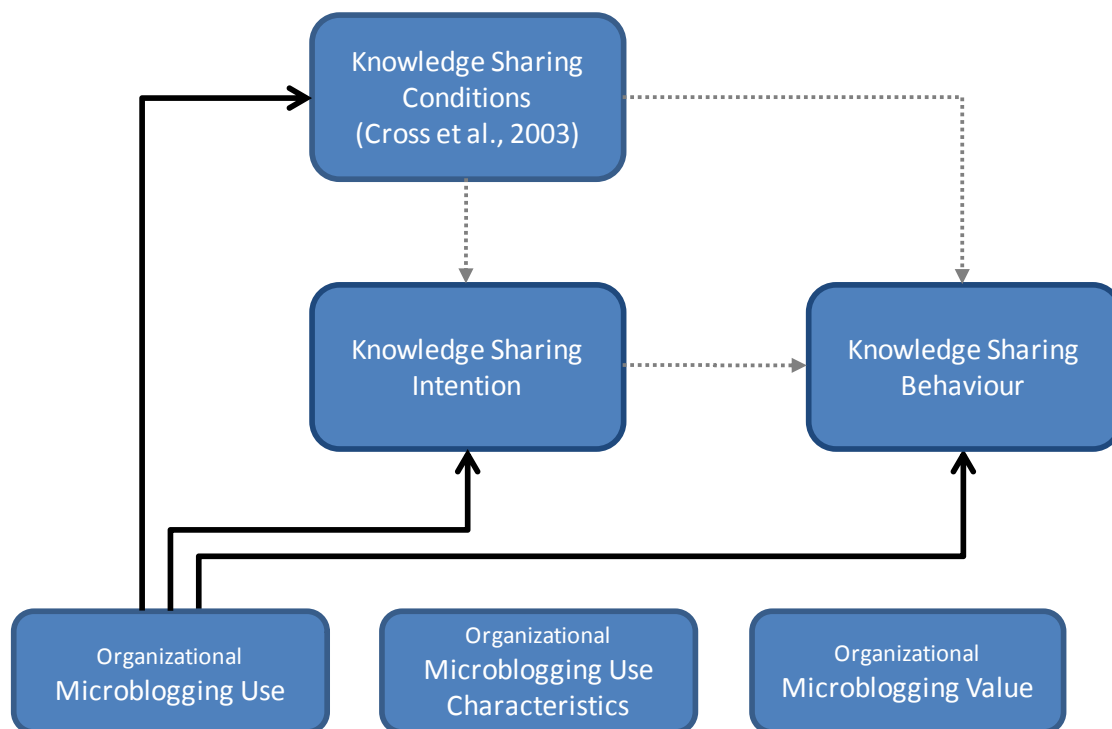 Knowledge Sharing
Conditions
(Cross et al., 2003)
Knowledge Sharing
Intention
Knowledge Sharing
Behaviour
Organizational
Microblogging Use
Organizational
Microblogging Use
Characteristics
Organizational
Microblogging Value